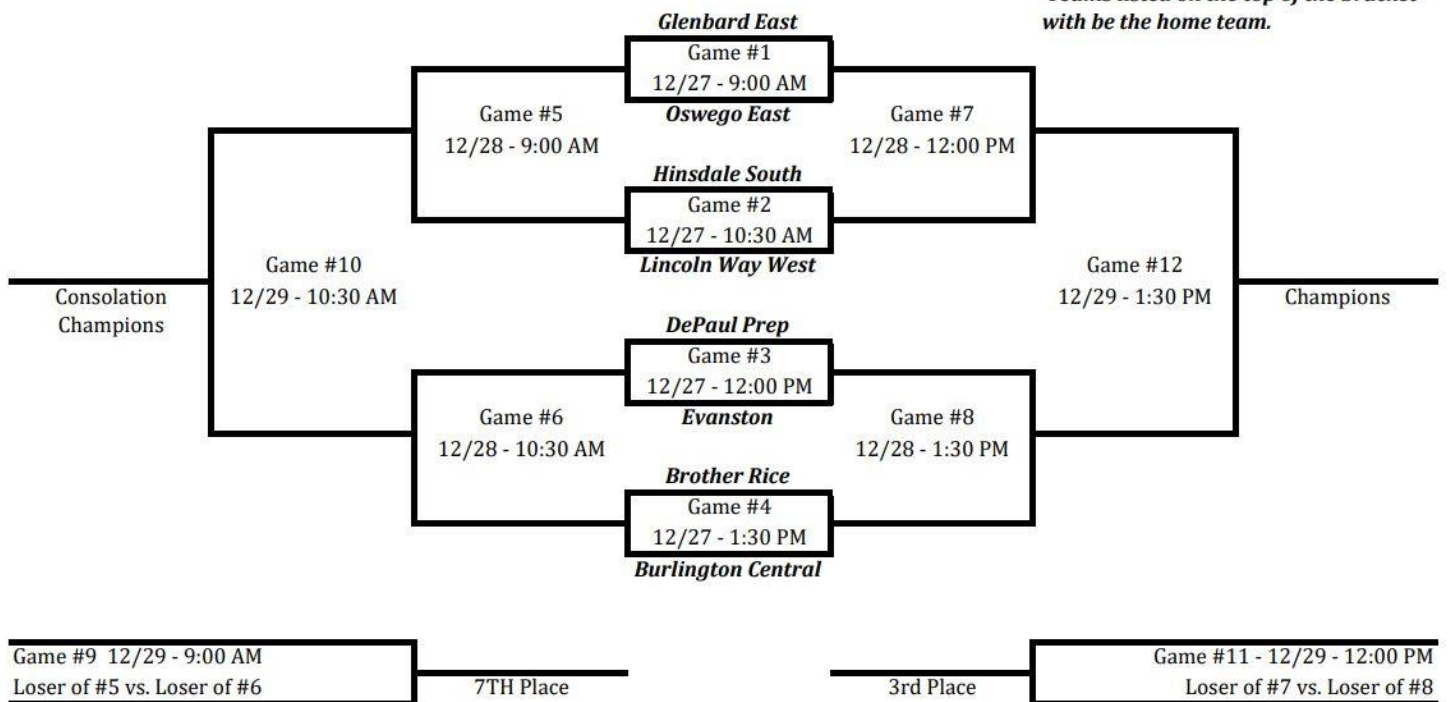 with be the home team.
Glenbard East
Game #1
12/27 - 9:00 AM
Oswego East
Game #5
12/28 - 9:00 AM
Game #7
12/28 - 12:00 PM
Hinsdale South
Game #2
12/27 - 10:30 AM
Lincoln Way West
Game #10
12/29 - 10:30 AM
Consolation
Champions
Game #12
12/29 - 1:30 PM
Champions
DePaul Prep
Game #3
12/27 - 12:00 PM
Evanston
Game #6
12/28 - 10:30 AM
Game #8
12/28 - 1:30 PM
Brother Rice
Game #4
12/27 - 1:30 PM
Burlington Central
Game #9 12/29 - 9:00 AM
Loser of #5 vs. Loser of #6
7TH Place
3rd Place
Game #11 - 12/29 - 12:00 PM
Loser of #7 vs. Loser of #8